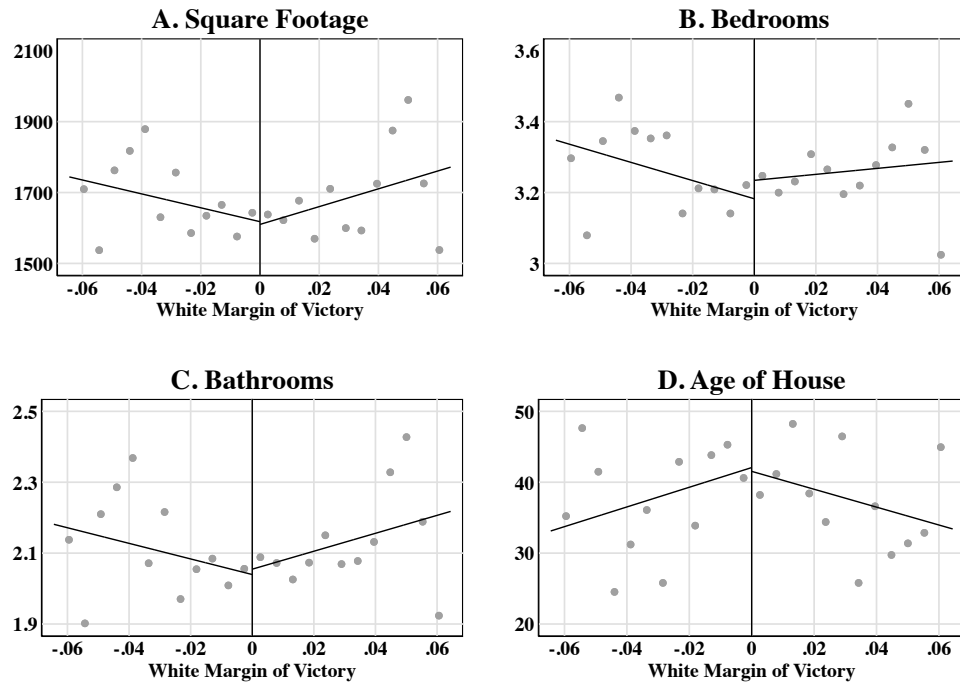 A. Square Footage
2100
1900
1700
1500
-.06 -.04 -.02 0 .02 .04 .06
White Margin of Victory
B. Bedrooms
3.6
3.4
3.2
3
-.06 -.04 -.02 0 .02 .04 .06
White Margin of Victory
C. Bathrooms
2.5
2.3
2.1
1.9
-.06 -.04 -.02 0 .02 .04 .06
White Margin of Victory
D. Age of House
50
40
30
20
-.06 -.04 -.02 0 .02 .04 .06
White Margin of Victory